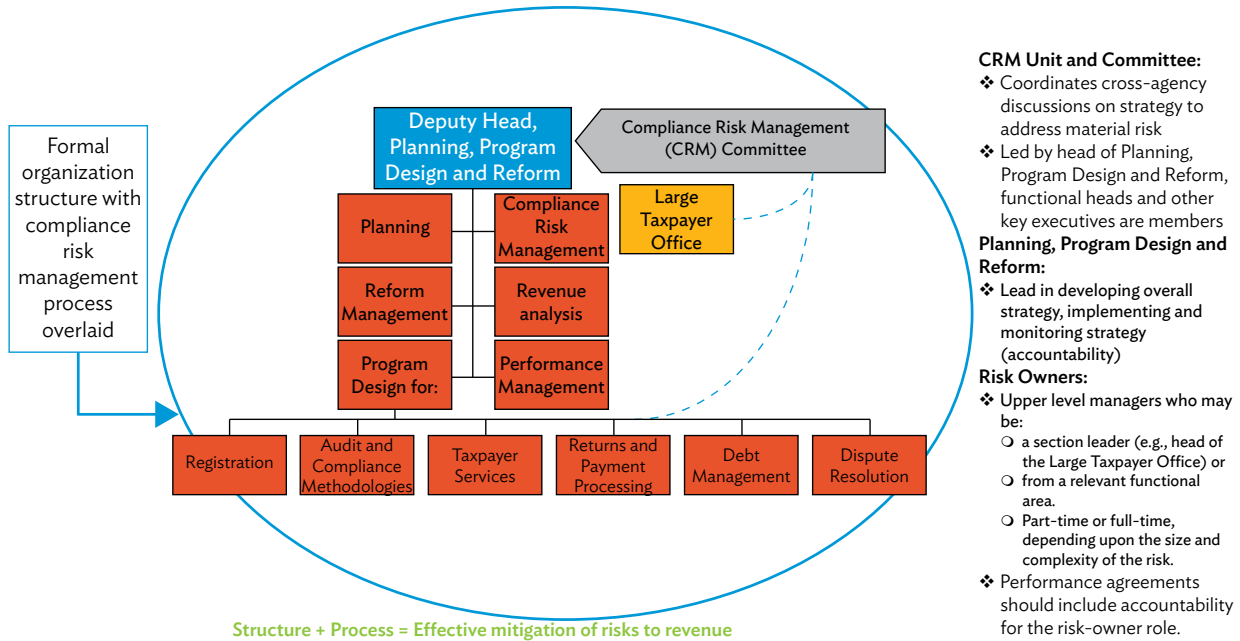 Formal
organization
structure with
compliance
risk
management
process
overlaid
Deputy Head,
Planning, Program
Design and Reform
Compliance Risk Management
(CRM) Committee
Large
Taxpayer
Office
Planning
Compliance
Risk
Management
Reform
Management
Revenue
analysis
Program
Design for:
Performance
Management
Registration
Audit and
Compliance
Methodologies
Taxpayer
Services
Returns and
Payment
Processing
Debt
Management
Dispute
Resolution
Structure + Process = Effective mitigation of risks to revenue
CRM Unit and Committee:
❖ Coordinates cross-agency
discussions on strategy to
address material risk
❖ Led by head of Planning,
Program Design and Reform,
functional heads and other
key executives are members
Planning, Program Design and
Reform:
❖ Lead in developing overall
strategy, implementing and
monitoring strategy
(accountability)
Risk Owners:
❖ Upper level managers who may
be:
❍ a section leader (e.g., head of
the Large Taxpayer Office) or
❍ from a relevant functional
area.
❍ Part-time or full-time,
depending upon the size and
complexity of the risk.
❖ Performance agreements
should include accountability
for the risk-owner role.